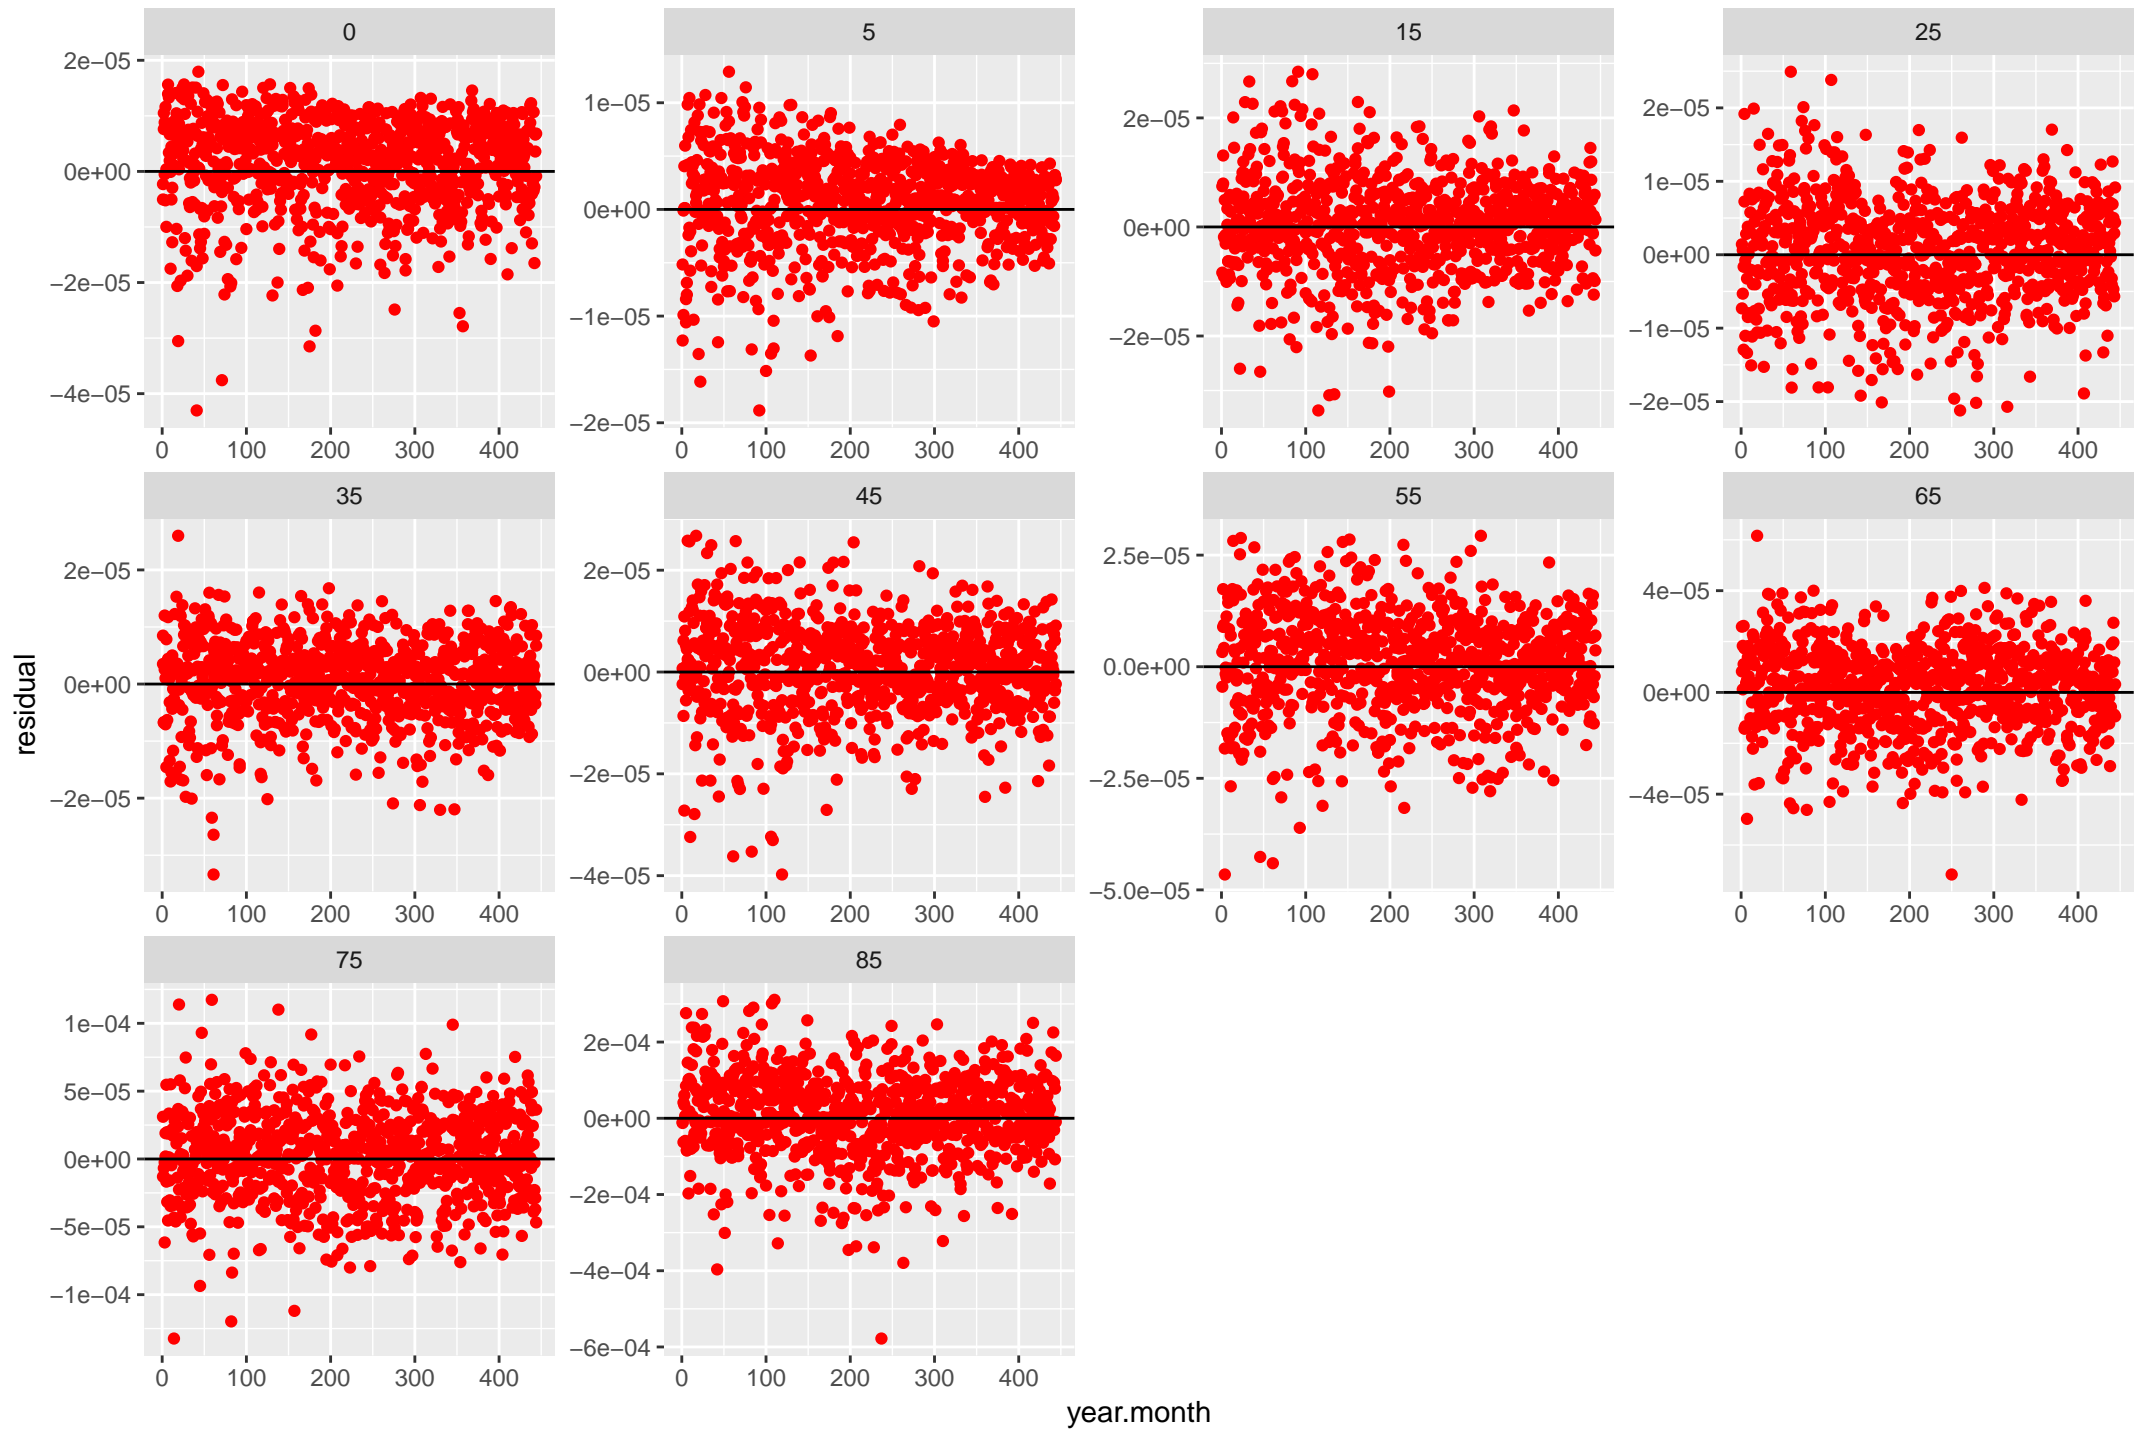 0 5 15 25
2e−05
0e+00
−2e−05
−4e−05
1e−05
0e+00
−1e−05
−2e−05
2e−05
0e+00
−2e−05
2e−05
1e−05
0e+00
−1e−05
−2e−05
0 100 200 300 400 0 100 200 300 400 0 100 200 300 400 0 100 200 300 400
35 45 55 65
2e−05
0e+00
−2e−05
2e−05
0e+00
−2e−05
−4e−05
2.5e−05
0.0e+00
−2.5e−05
−5.0e−05
4e−05
0e+00
−4e−05
0 100 200 300 400 0 100 200 300 400 0 100 200 300 400 0 100 200 300 400
residual
75 85
1e−04
5e−05
0e+00
−5e−05
−1e−04
2e−04
0e+00
−2e−04
−4e−04
−6e−04
0 100 200 300 400 0 100 200 300 400
year.month